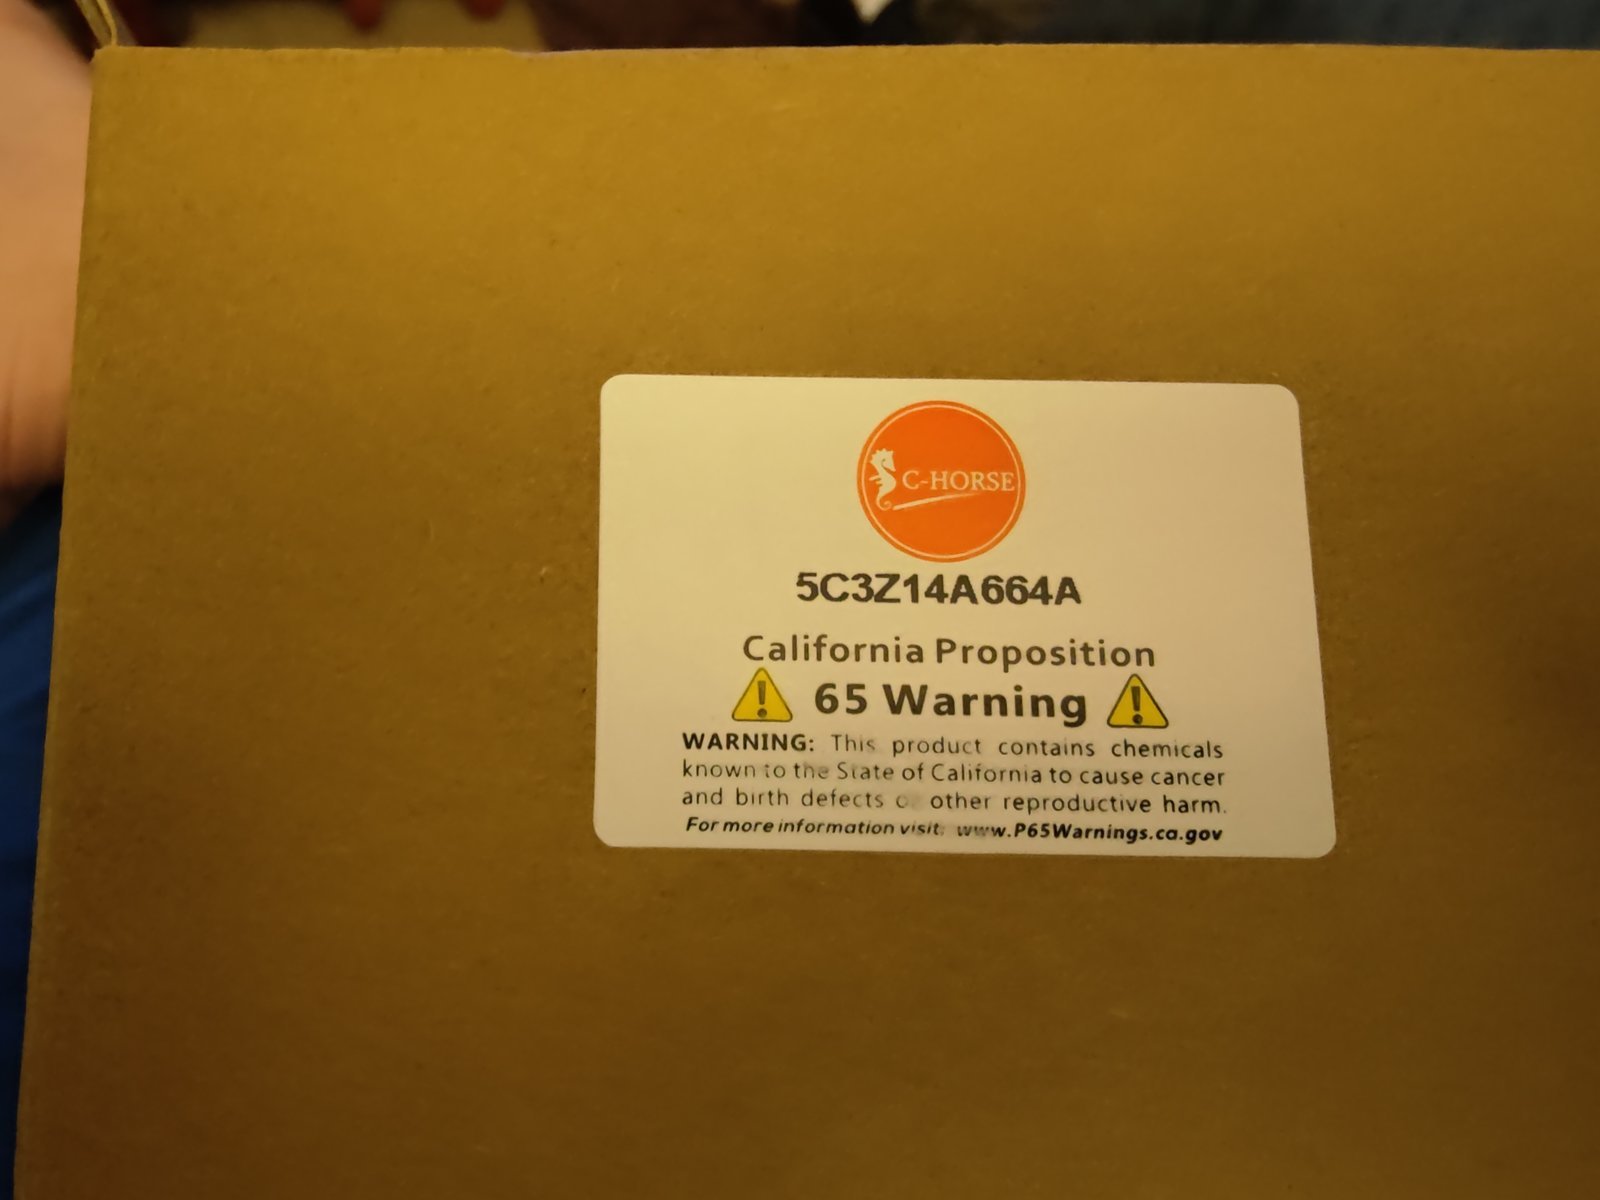 C-HORSE
5C3Z14A664A
California Proposition
65 Warning
WARNING: This product contains chemicals
known to the State of California to cause cancer
and birth defects or other reproductive harm.
For more information visit: www.P65Warnings.ca.gov